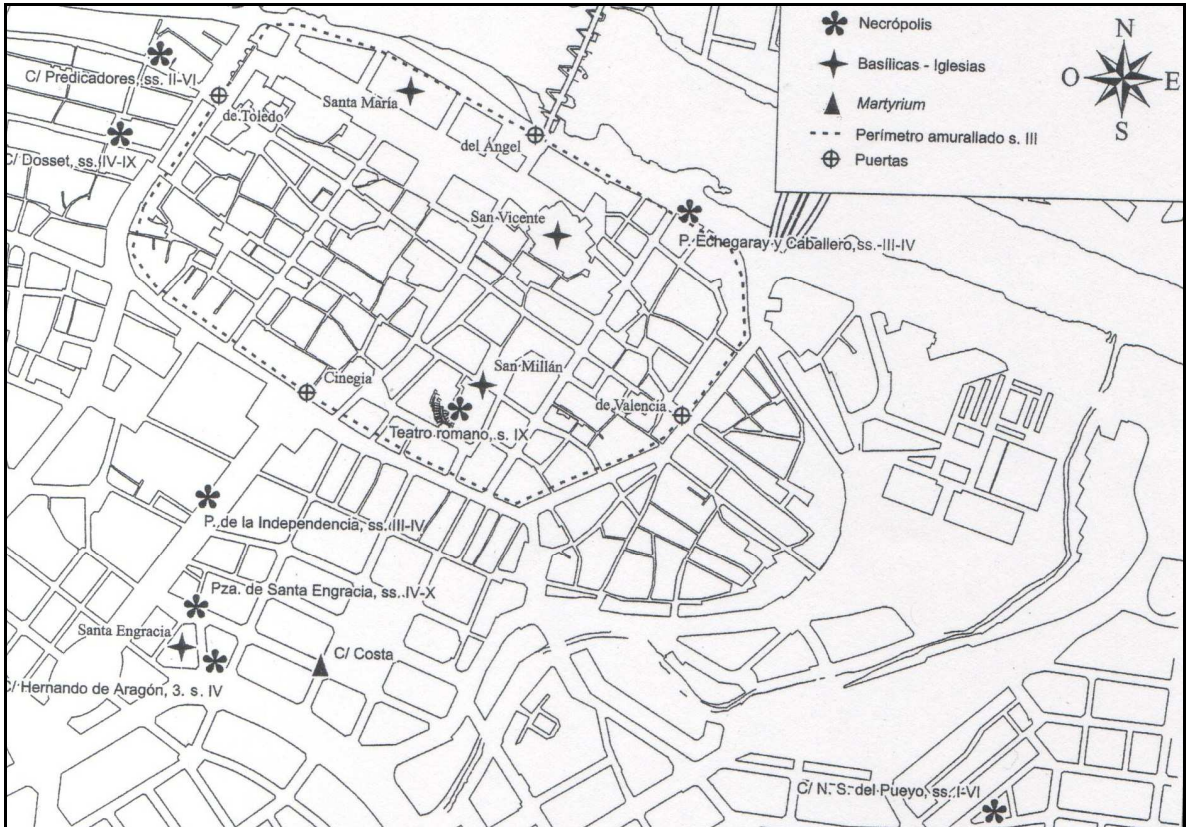 Necrópolis
Basílicas - Iglesias
Martyrium
Perímetro amurallado s. III
Puertas
N
O
E
S
C/ Predicadores, ss. II-VI
de Toledo
Santa María
C/ Dosset, ss. IV-IX
del Ángel
San Vicente
P. Echegaray y Caballero, ss.-III-IV
Cinegia
San Millán
de Valencia
Teatro romano, s. IX
P. de la Independencia, ss. III-IV
Pza. de Santa Engracia, ss. IV-X
Santa Engracia
C/ Costa
C/ Hernando de Aragón, 3. s. IV
C/ N. S. del Pueyo, ss. I-VI